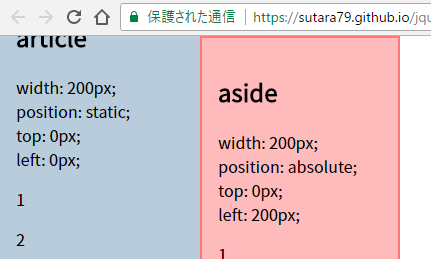 保護された通信 | https://sutara79.github.io/jqu
article
width: 200px;
position: static;
top: 0px;
left: 0px;
1
2
aside
width: 200px;
position: absolute;
top: 0px;
left: 200px;
1